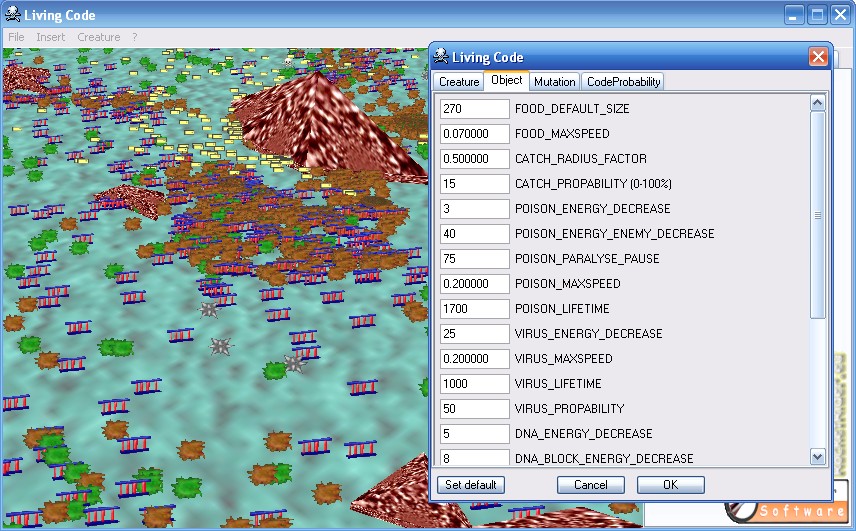 Living Code
File Insert Creature ?
Living Code
Creature Object Mutation CodeProbability
270 FOOD_DEFAULT_SIZE
0.070000 FOOD_MAXSPEED
0.500000 CATCH_RADIUS_FACTOR
15 CATCH_PROPABILITY (0-100%)
3 POISON_ENERGY_DECREASE
40 POISON_ENERGY_ENEMY_DECREASE
75 POISON_PARALYSE_PAUSE
0.200000 POISON_MAXSPEED
1700 POISON_LIFETIME
25 VIRUS_ENERGY_DECREASE
0.200000 VIRUS_MAXSPEED
1000 VIRUS_LIFETIME
50 VIRUS_PROPABILITY
5 DNA_ENERGY_DECREASE
8 DNA_BLOCK_ENERGY_DECREASE
Set default Cancel OK
Software